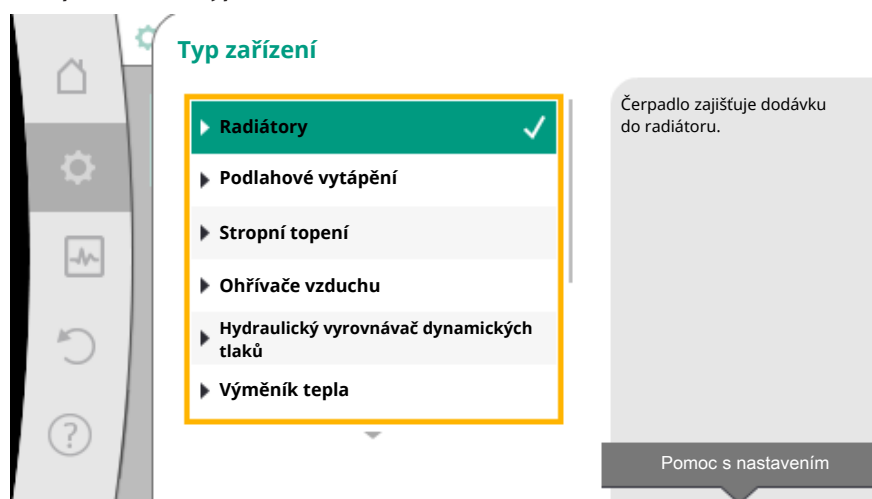 Typ zařízení
Radiátory
Podlahové vytápění
Stropní topení
Ohřívače vzduchu
Hydraulický vyrovnávač dynamických
tlaků
Výměník tepla
Čerpadlo zajišťuje dodávku
do radiátoru.
Pomoc s nastavením